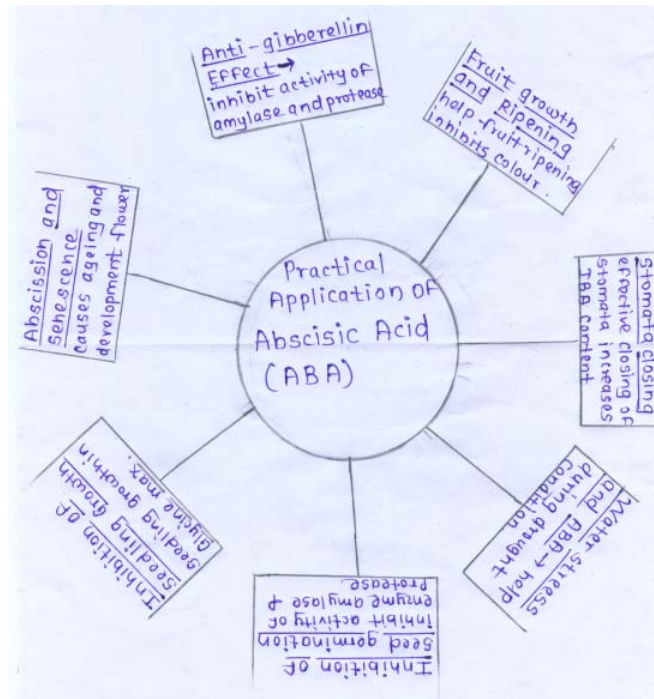 Practical
Application of
Abscisic Acid
(ABA)
Anti-gibberellin
Effect →
inhibit activity of
amylase and protease
Fruit growth
and Ripening
help-fruit ripening
inhibits colour.
Stomata closing
effective closing of
stomata increases
IBA content
Water stress
and ABA → help
during drought
condition
Inhibition of
Seed germination
inhibit activity of
enzyme amylase &
Protease.
Inhibition of
Seedling growth
Seedling growth in
Glycine max.
Abscission and
Senescence
causes ageing and
development flower